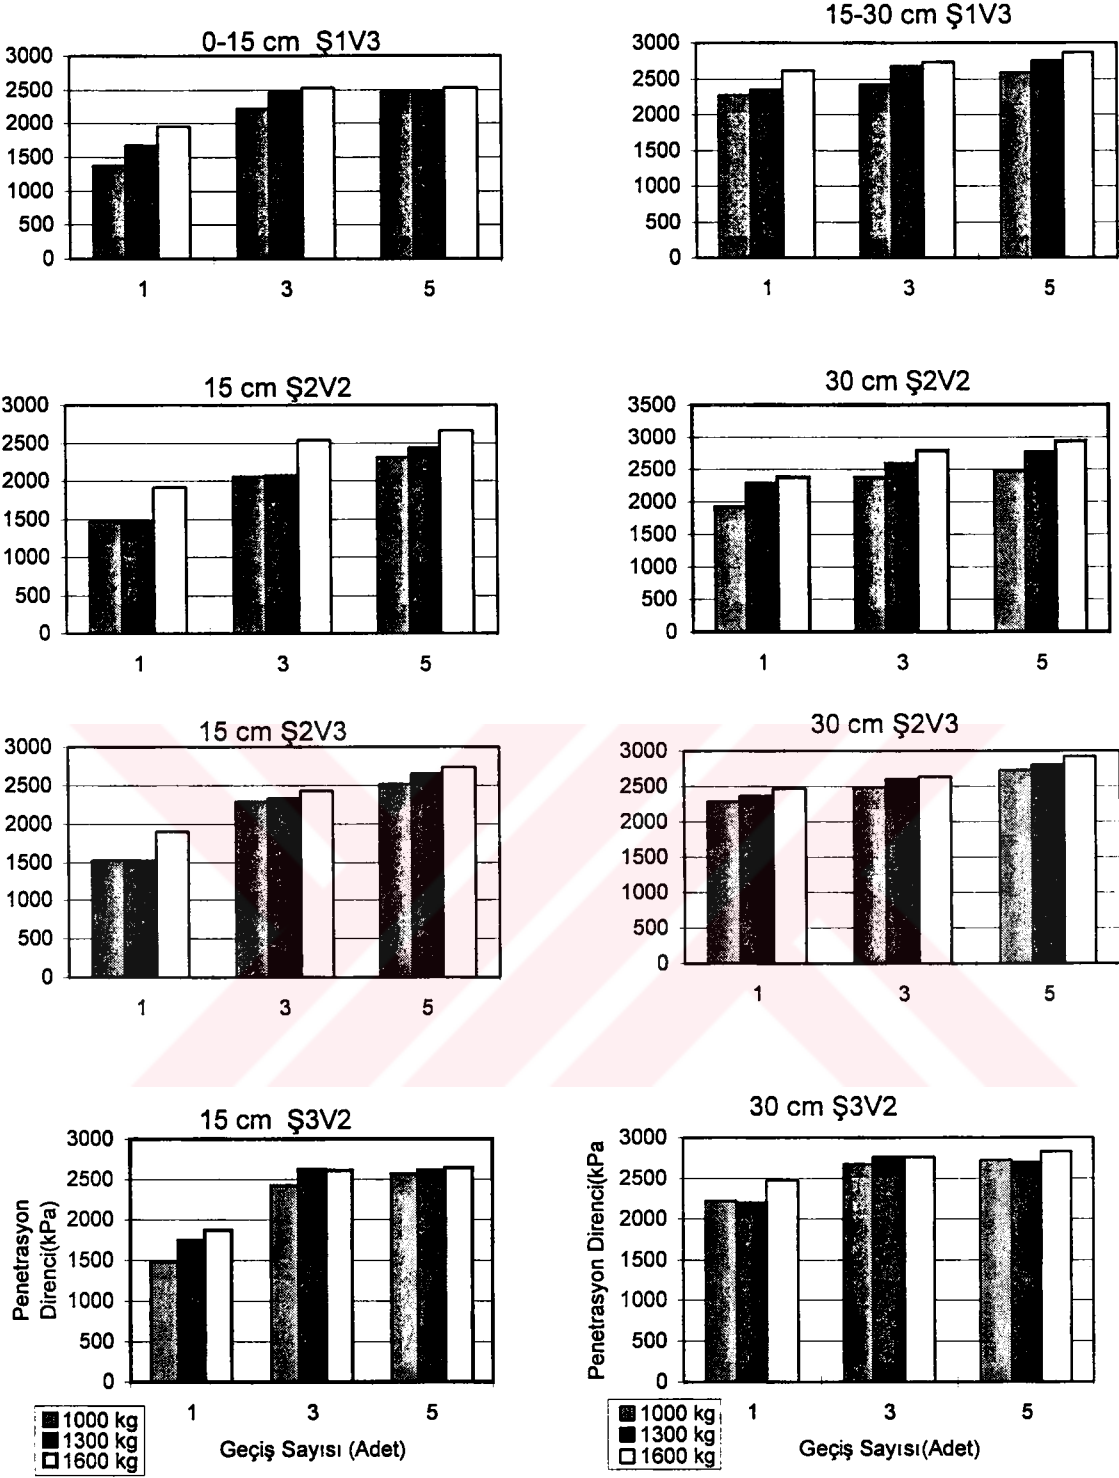 0-15 cm Ş1V3
3000
2500
2000
1500
1000
500
0
1 3 5
15-30 cm Ş1V3
3000
2500
2000
1500
1000
500
0
1 3 5
15 cm Ş2V2
3000
2500
2000
1500
1000
500
0
1 3 5
30 cm Ş2V2
3500
3000
2500
2000
1500
1000
500
0
1 3 5
15 cm Ş2V3
3000
2500
2000
1500
1000
500
0
1 3 5
30 cm Ş2V3
3000
2500
2000
1500
1000
500
0
1 3 5
15 cm Ş3V2
Penetrasyon
Direnci(kPa)
3000
2500
2000
1500
1000
500
0
1 3 5
1000 kg
1300 kg
1600 kg
Geçiş Sayısı (Adet)
30 cm Ş3V2
Penetrasyon Direnci(kPa
3000
2500
2000
1500
1000
500
0
1 3 5
1000 kg
1300 kg
1600 kg
Geçiş Sayısı(Adet)